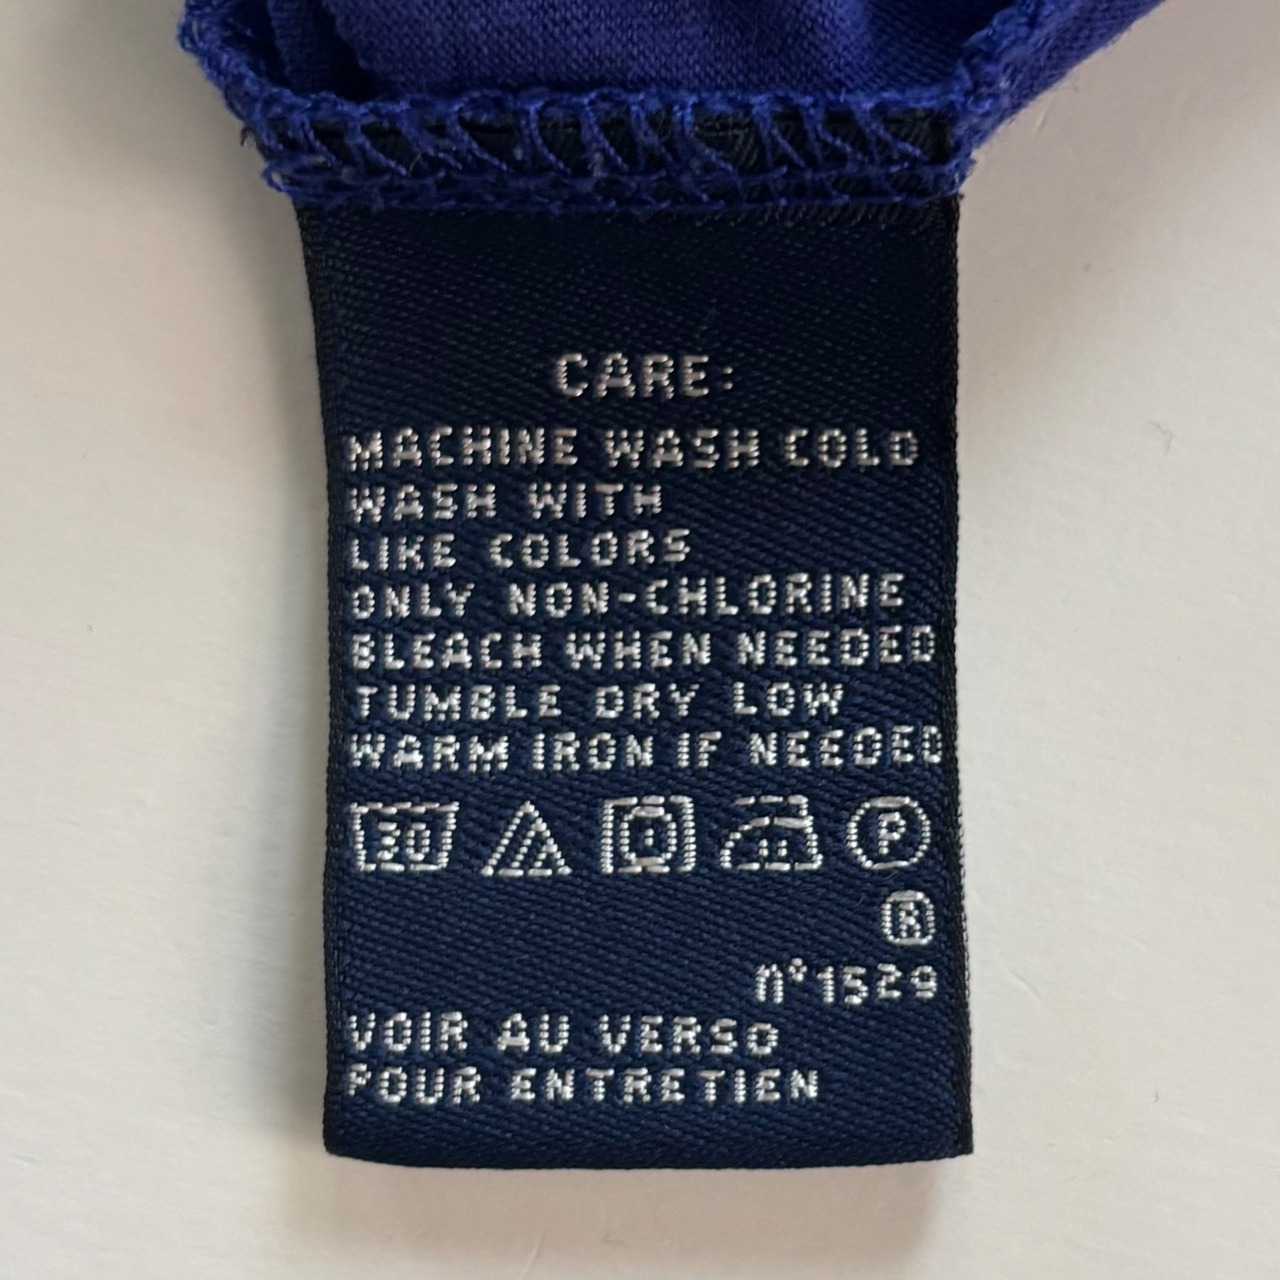 CARE:
MACHINE WASH COLD
WASH WITH
LIKE COLORS
ONLY NON-CHLORINE
BLEACH WHEN NEEDED
TUMBLE DRY LOW
WARM IRON IF NEEDED
30 P
®
n°1529
VOIR AU VERSO
POUR ENTRETIEN